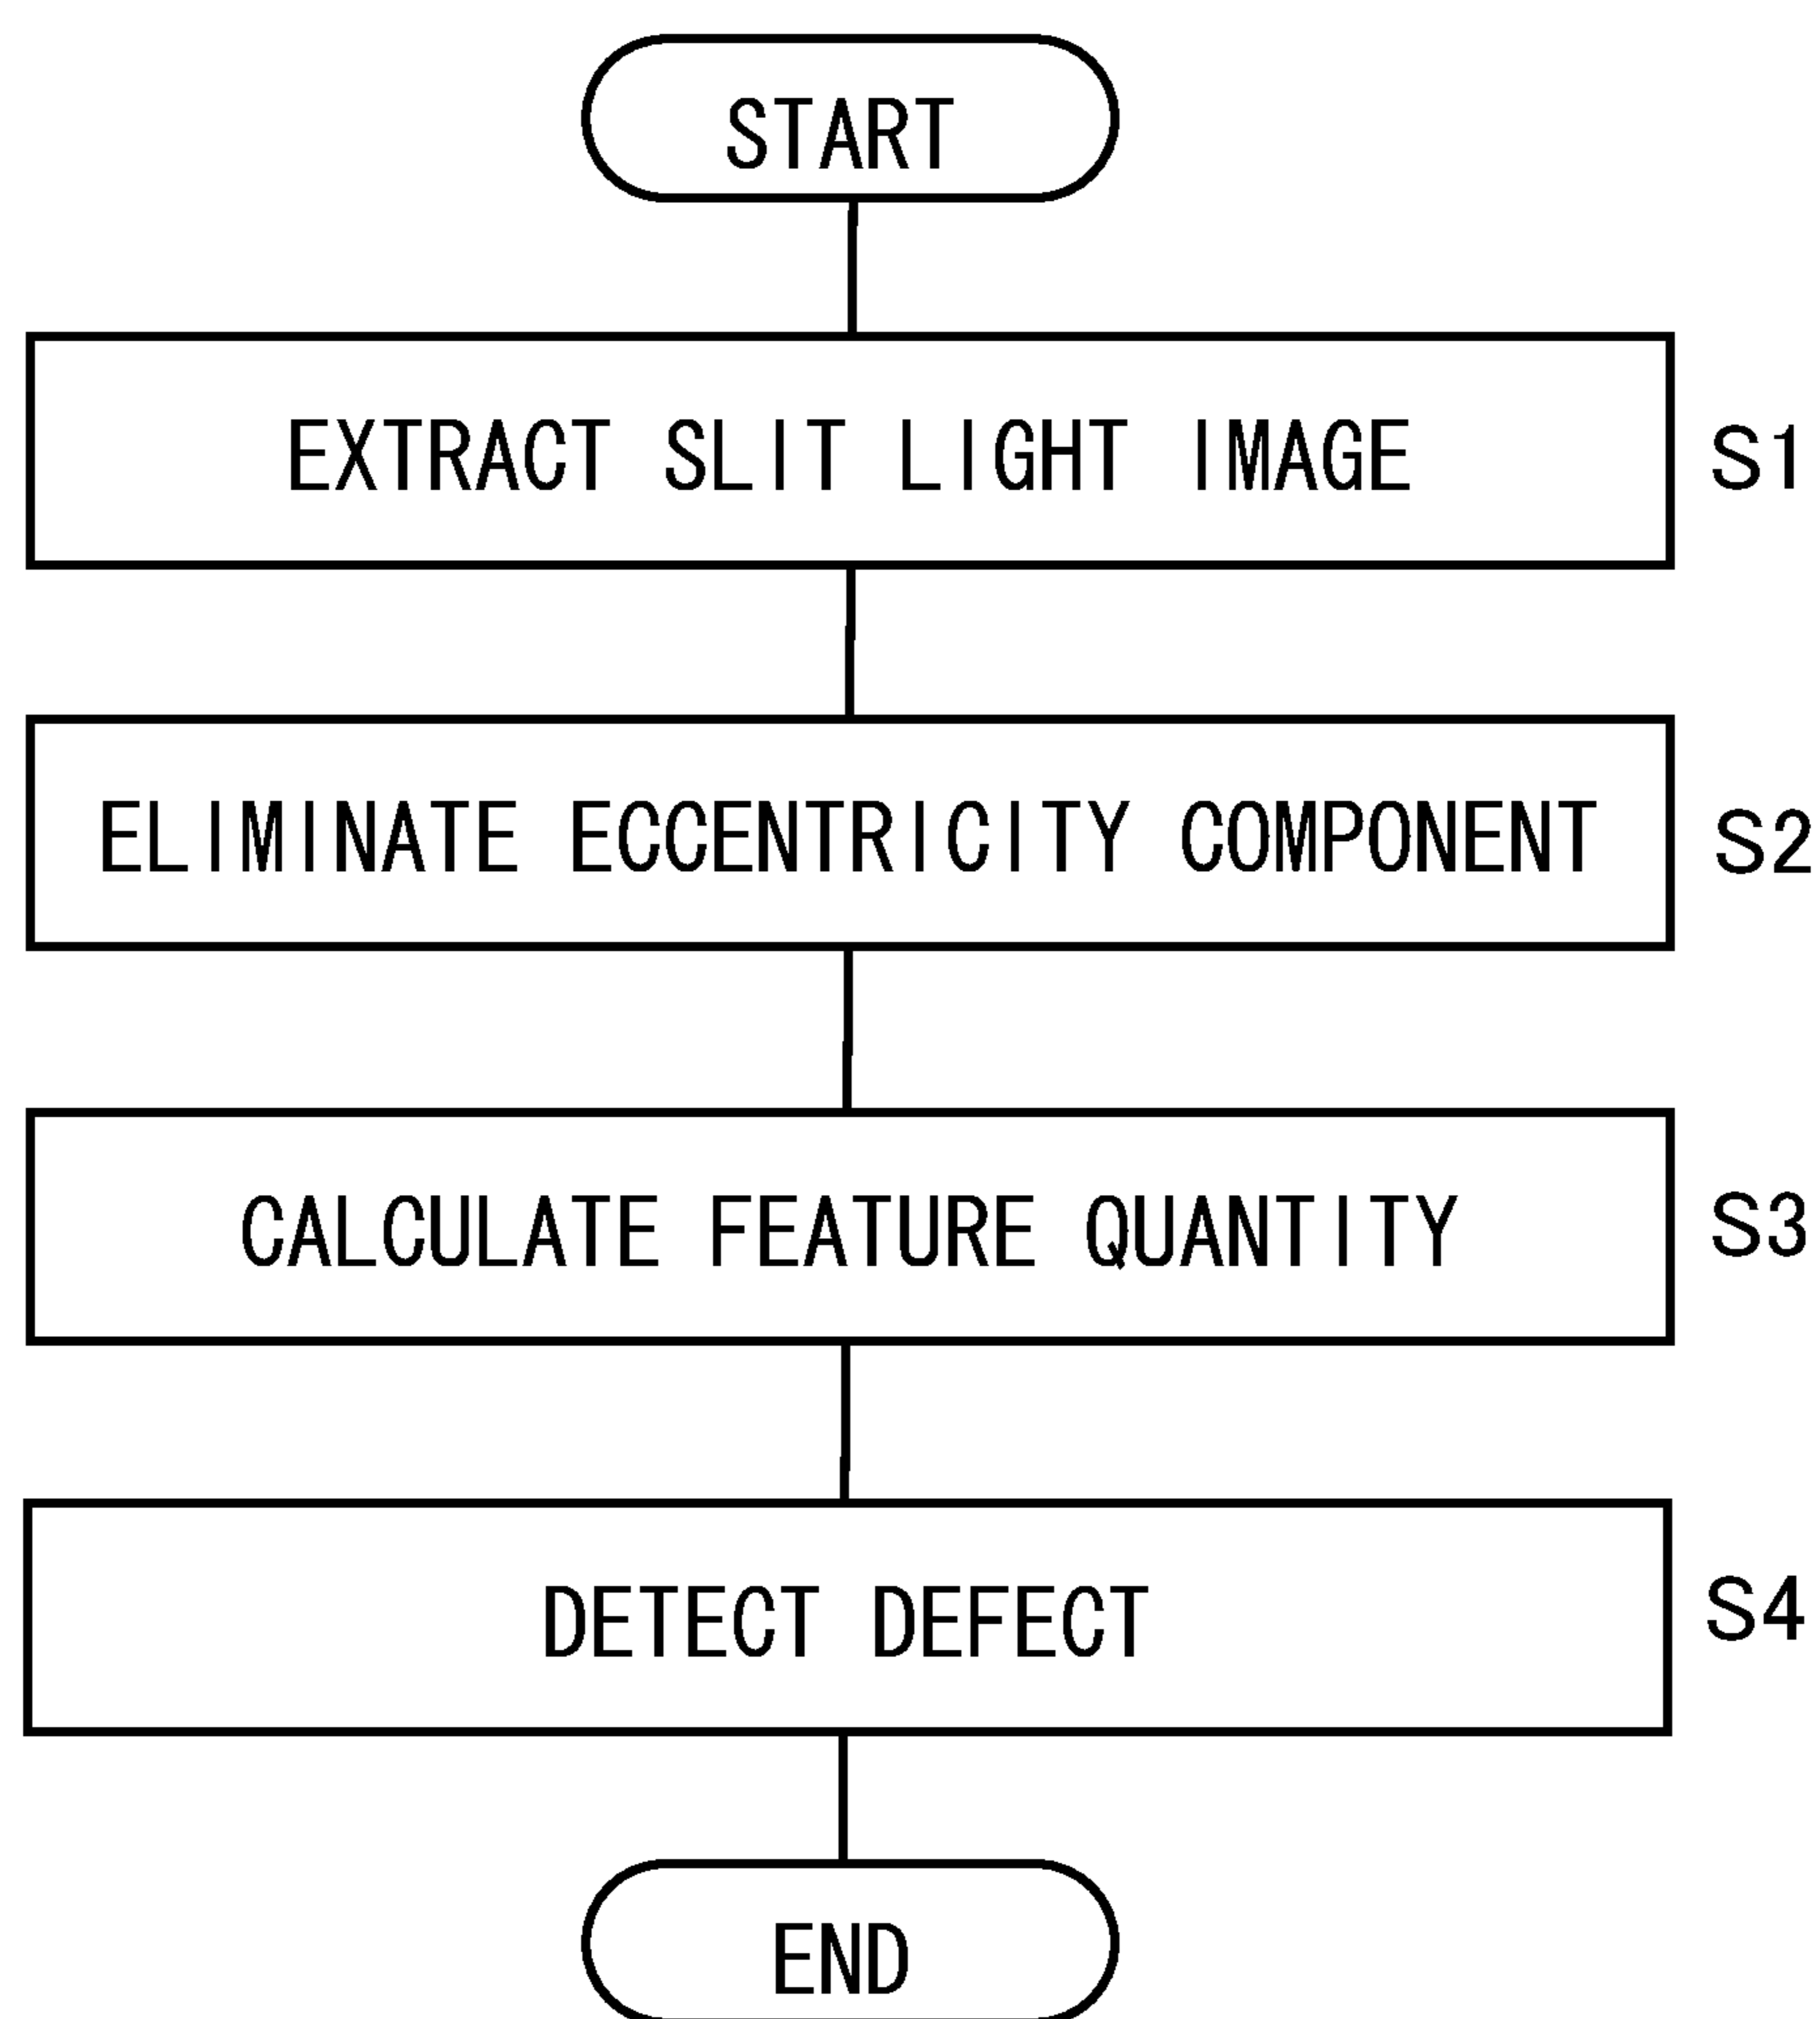 START
EXTRACT SLIT LIGHT IMAGE S1
ELIMINATE ECCENTRICITY COMPONENT S2
CALCULATE FEATURE QUANTITY S3
DETECT DEFECT S4
END